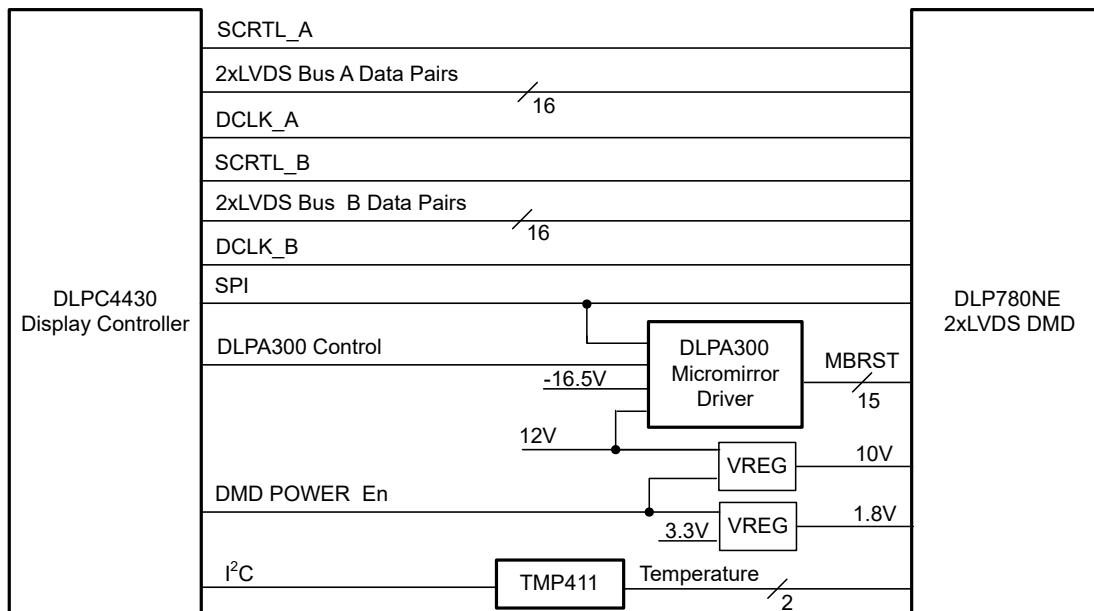 SCRTL_A
2xLVDS Bus A Data Pairs
16
DCLK_A
SCRTL_B
2xLVDS Bus B Data Pairs
16
DCLK_B
SPI
DLPC4430
Display Controller
DLP780NE
2xLVDS DMD
DLPA300 Control
DLPA300
Micromirror
Driver
MBRST
15
-16.5V
12V
VREG
10V
DMD POWER En
3.3V
VREG
1.8V
I²C
TMP411
Temperature
2